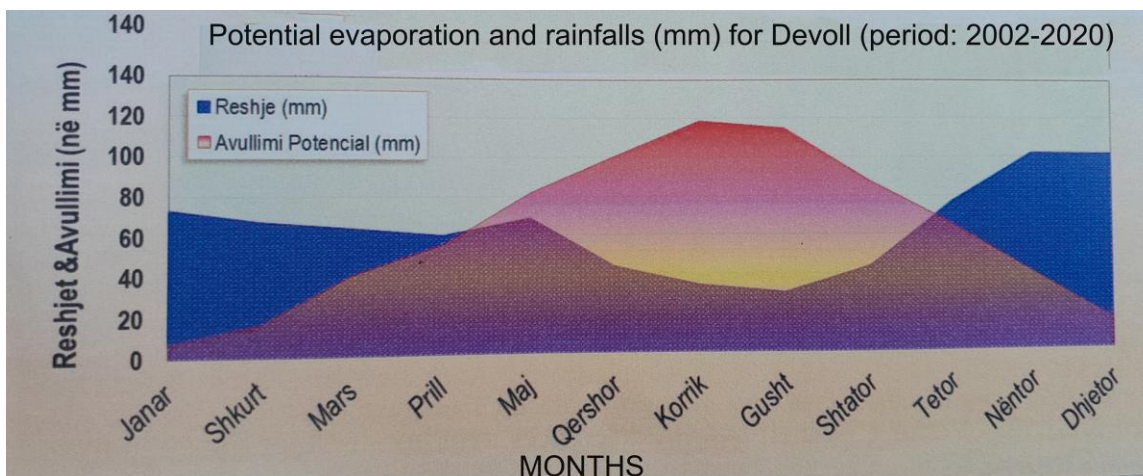 140
Potential evaporation and rainfalls (mm) for Devoll (period: 2002-2020)
140
120
100
80
60
40
20
0
Reshjet &Avullimi (në mm)
Reshje (mm)
Avullimi Potencial (mm)
Janar
Shkurt
Mars
Prill
Maj
Qershor
Korrik
Gusht
Shtator
Tetor
Nëntor
Dhjetor
MONTHS